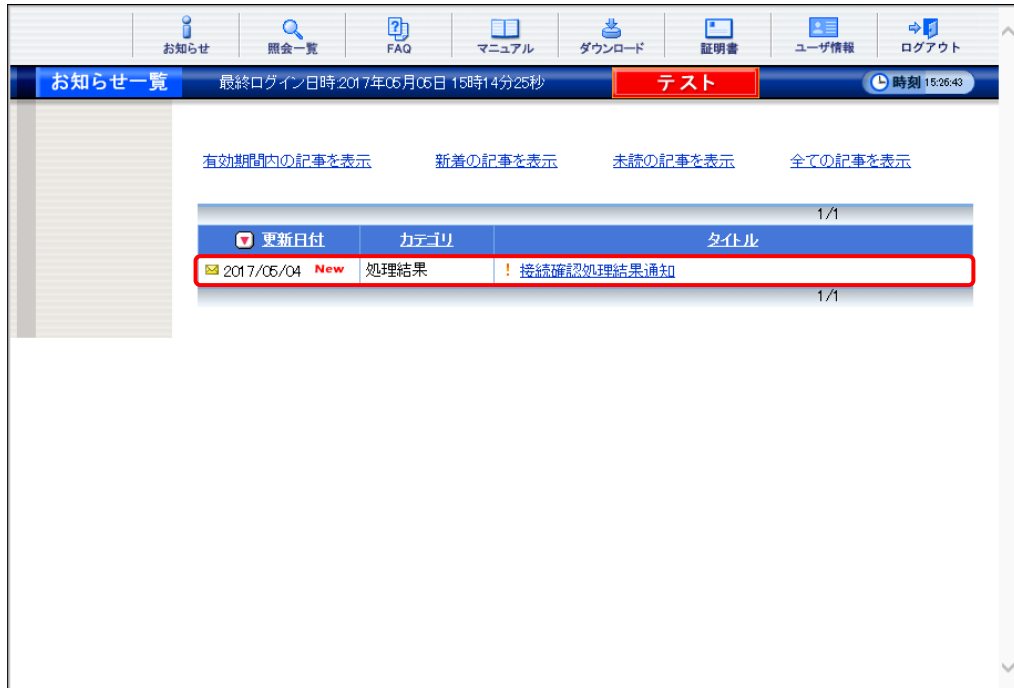 お知らせ 照会一覧 FAQ マニュアル ダウンロード 証明書 ユーザ情報 ログアウト
お知らせ一覧 最終ログイン日時:2017年05月05日 15時14分25秒 テスト 時刻 15:26:43
有効期間内の記事を表示 新着の記事を表示 未読の記事を表示 全ての記事を表示
1/1
更新日付 カテゴリ タイトル
2017/05/04 New 処理結果 ! 接続確認処理結果通知
1/1